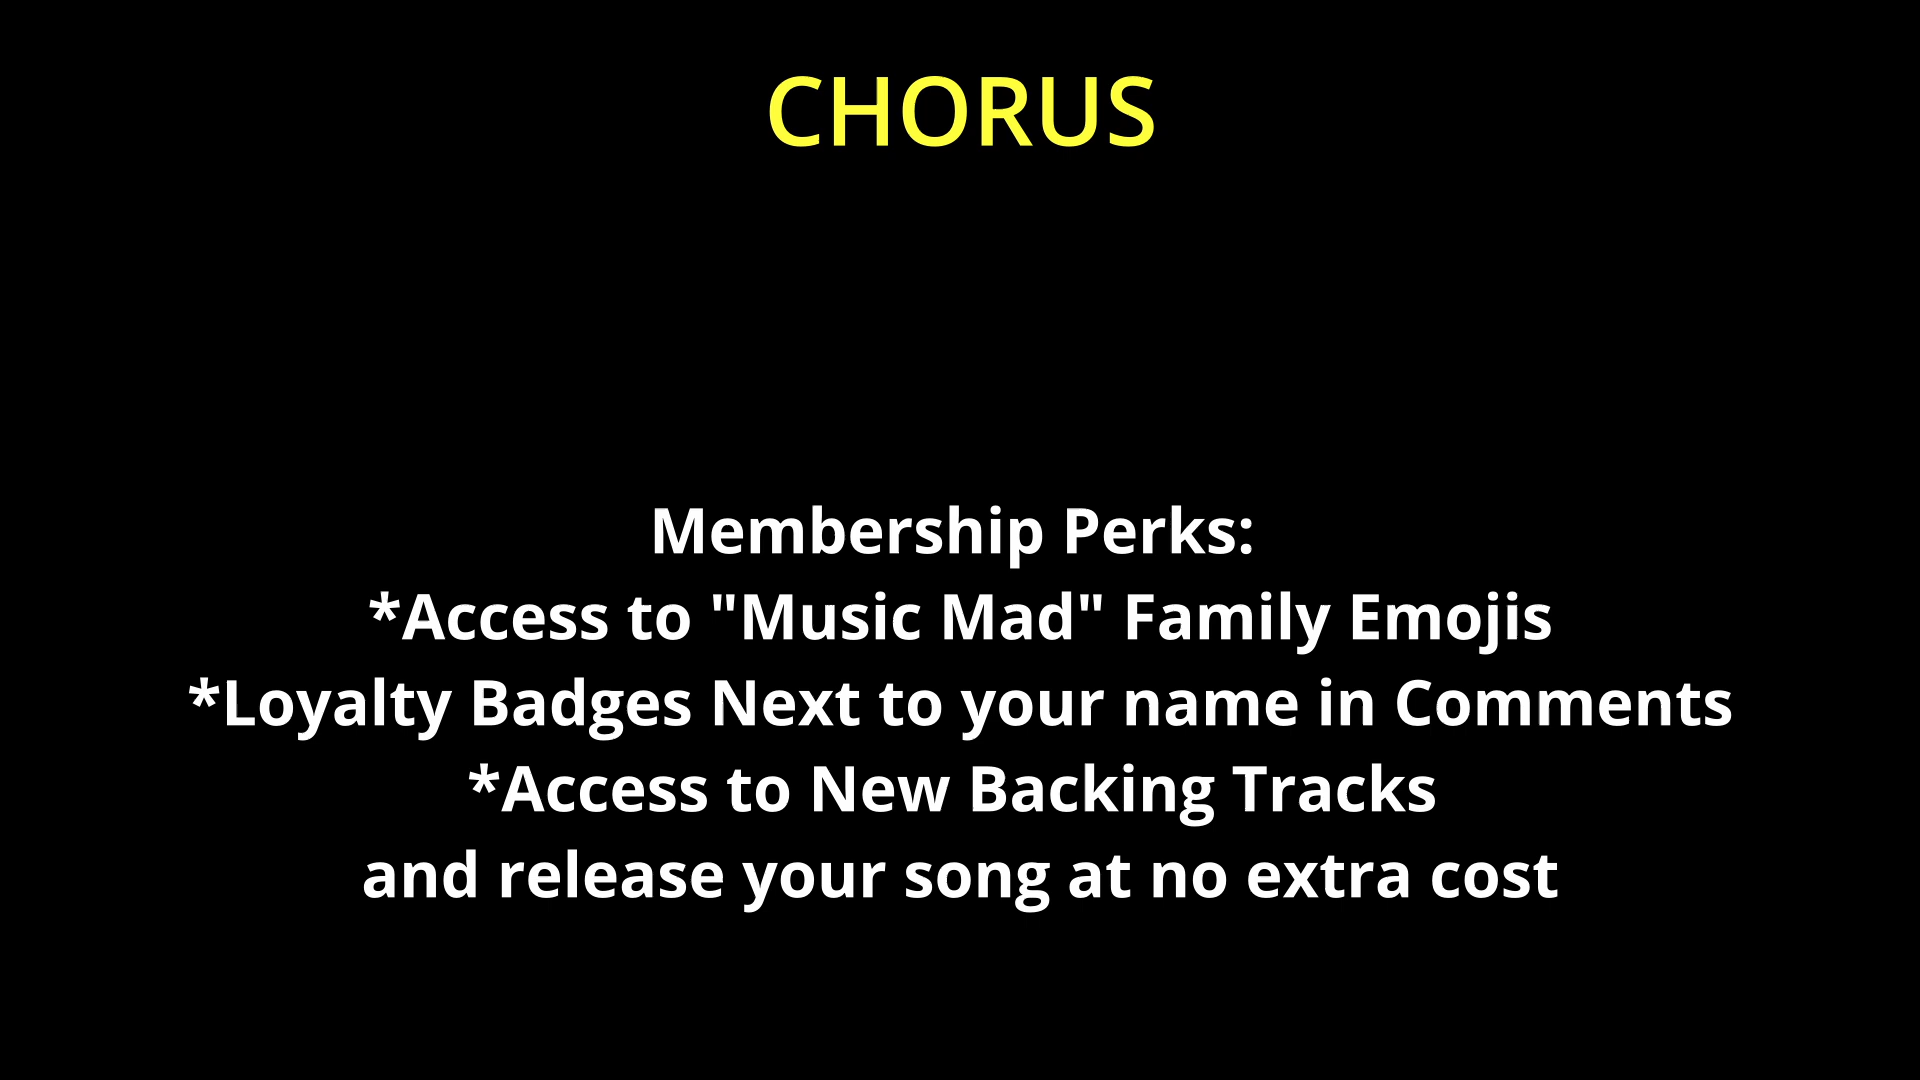 CHORUS
Membership Perks:
*Access to "Music Mad" Family Emojis
*Loyalty Badges Next to your name in Comments
*Access to New Backing Tracks
and release your song at no extra cost